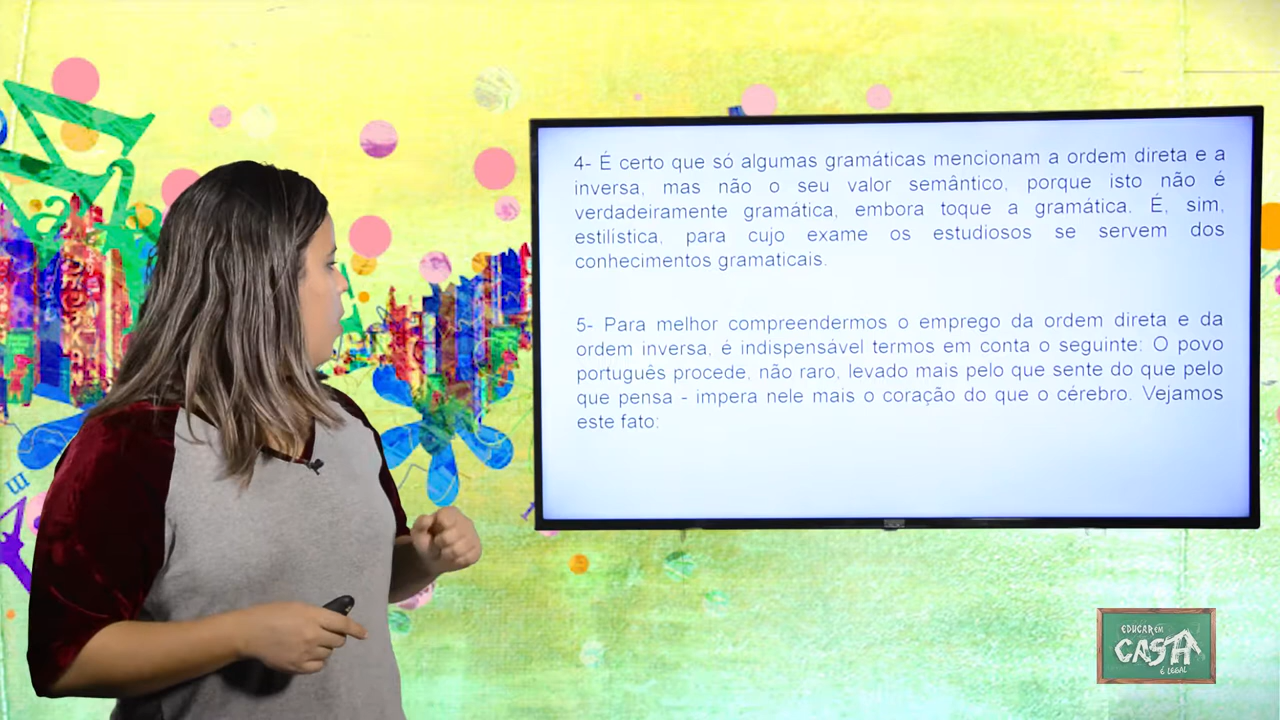 4- É certo que só algumas gramáticas mencionam a ordem direta e a
inversa, mas não o seu valor semântico, porque isto não é
verdadeiramente gramática, embora toque a gramática. É, sim,
estilística, para cujo exame os estudiosos se servem dos
conhecimentos gramaticais.
5- Para melhor compreendermos o emprego da ordem direta e da
ordem inversa, é indispensável termos em conta o seguinte: O povo
português procede, não raro, levado mais pelo que sente do que pelo
que pensa - impera nele mais o coração do que o cérebro. Vejamos
este fato:
EDUCAR EM
CASA
É LEGAL